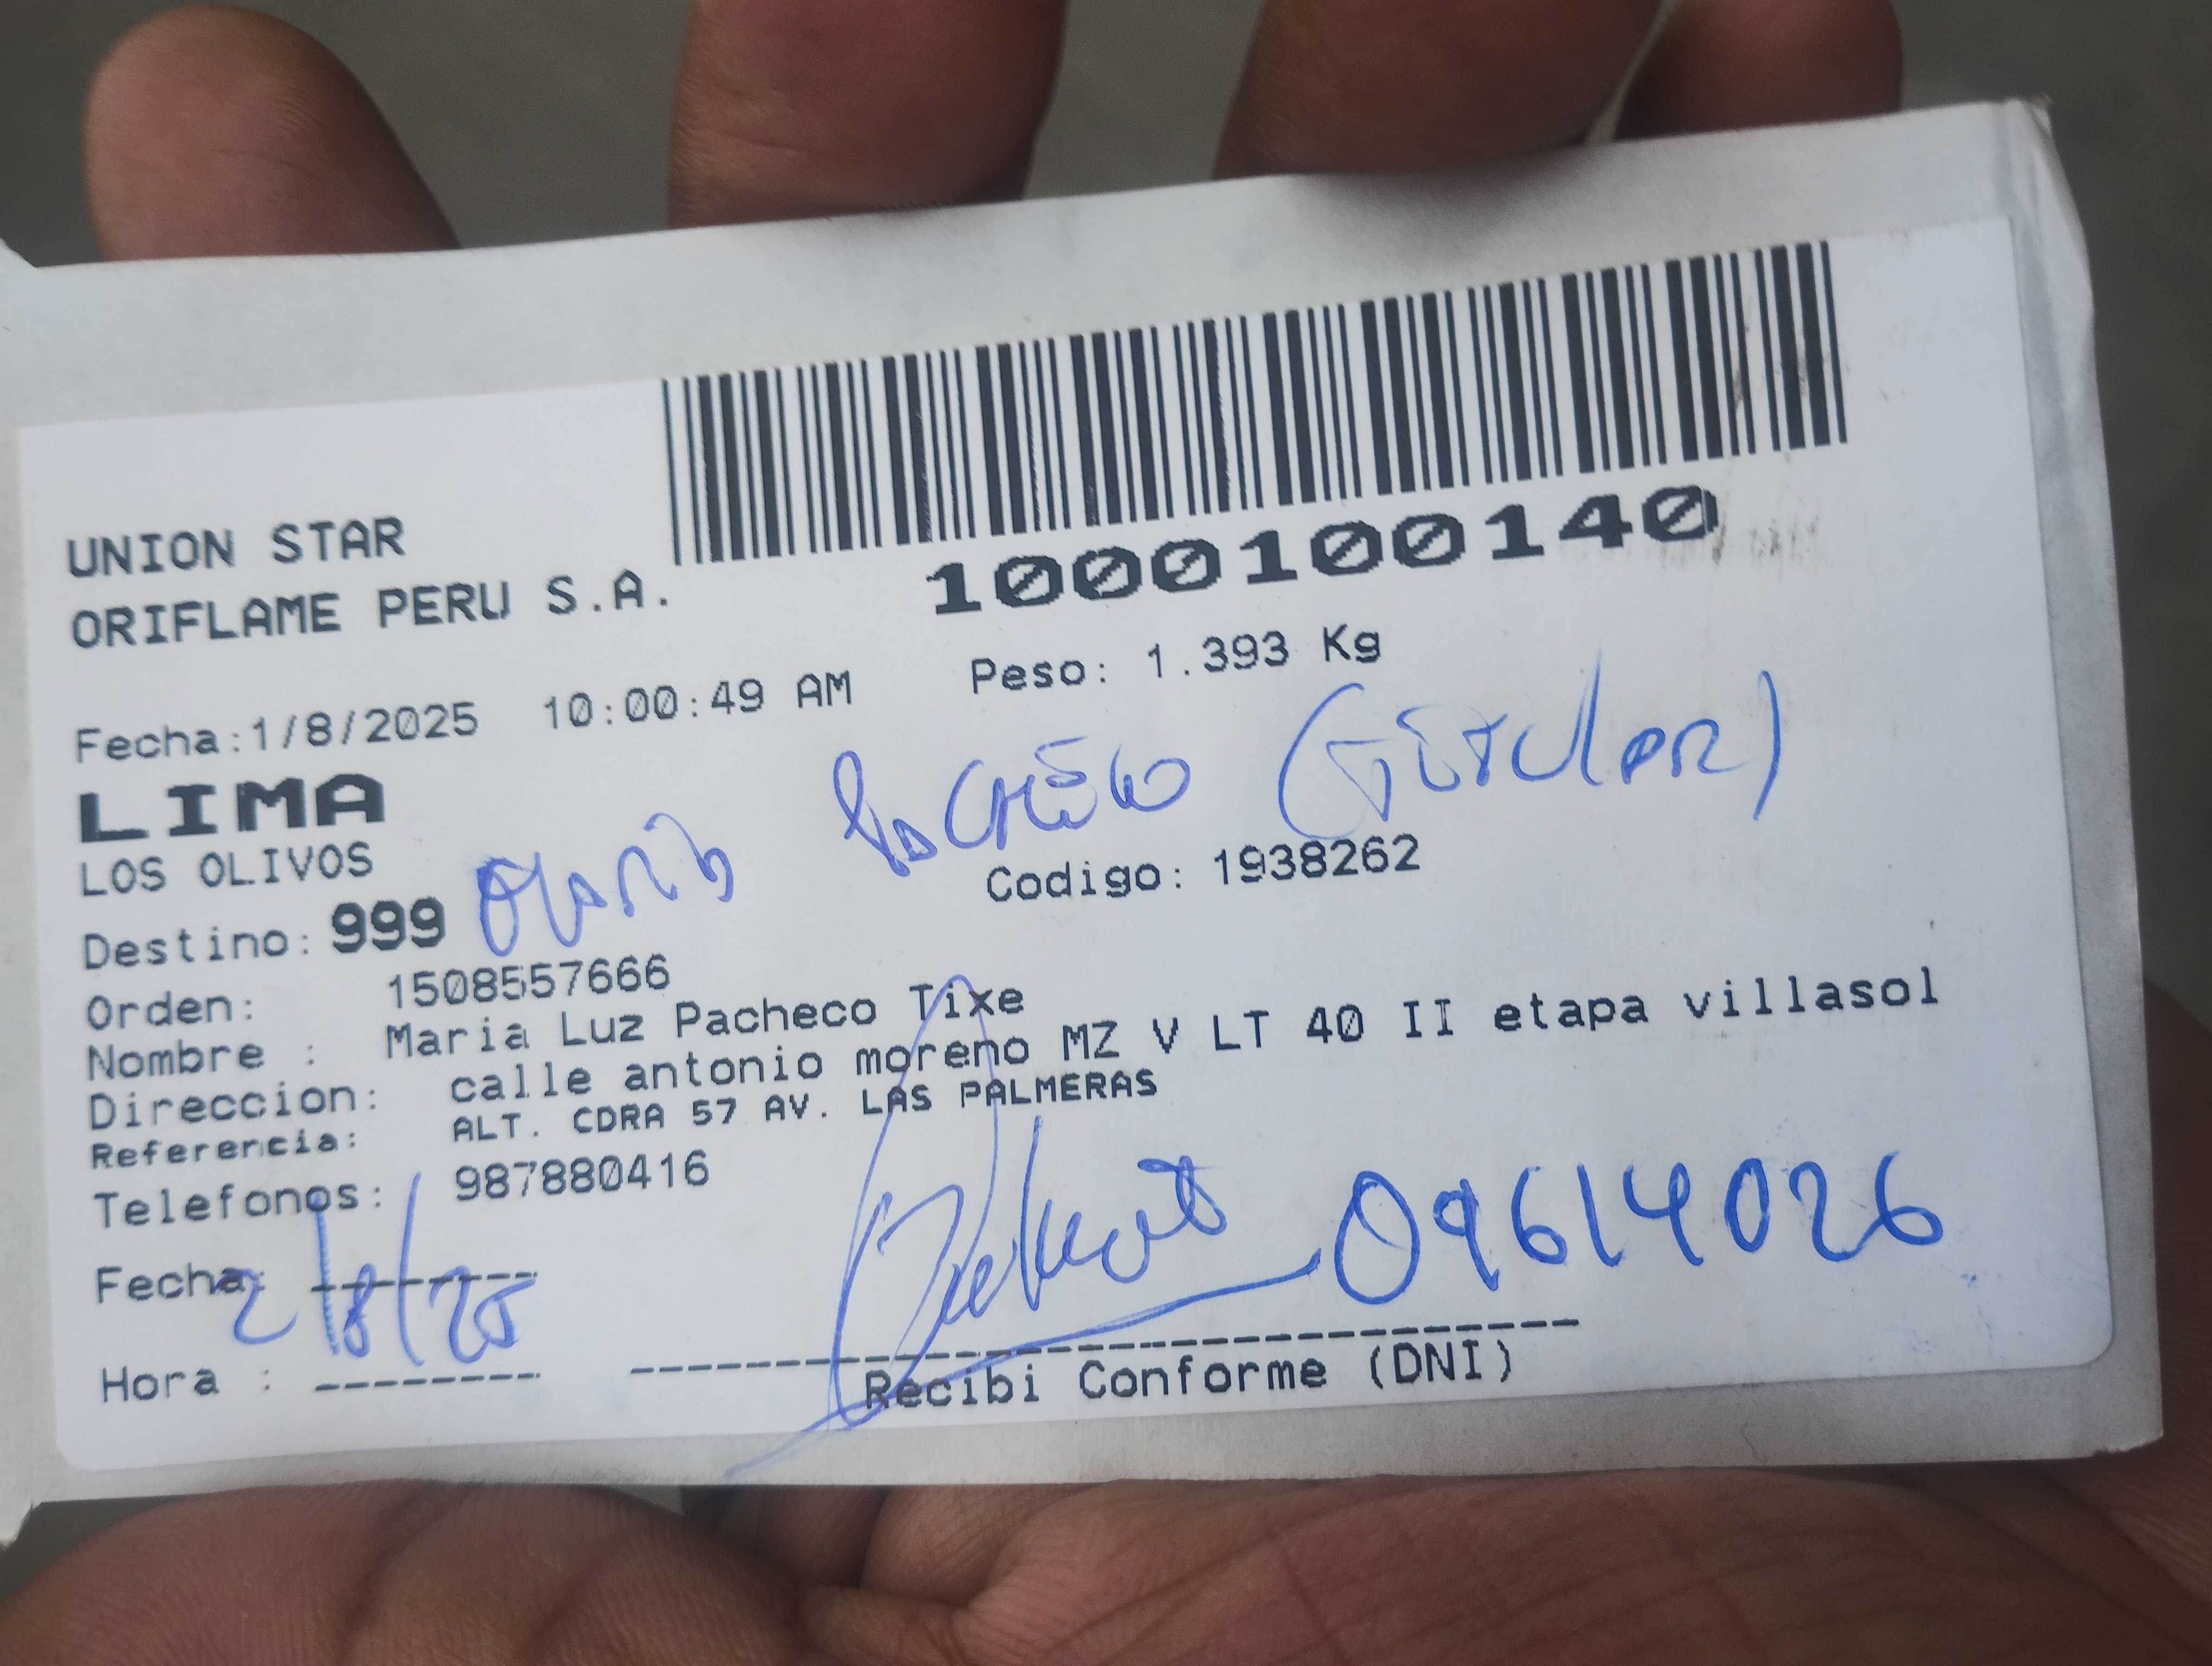 UNION STAR
ORIFLAME PERU S.A.
1000100140
Fecha:1/8/2025 10:00:49 AM Peso: 1.393 Kg
LIMA
LOS OLIVOS
María Pacheco (Titular)
Destino: 999 Codigo: 1938262
Orden: 1508557666
Nombre : Maria Luz Pacheco Tixe
Direccion: calle antonio moreno MZ V LT 40 II etapa villasol
Referencia: ALT. CDRA 57 AV. LAS PALMERAS
Telefonos: 987880416
09614026
Fecha: 2/8/25
Hora :
Recibi Conforme (DNI)